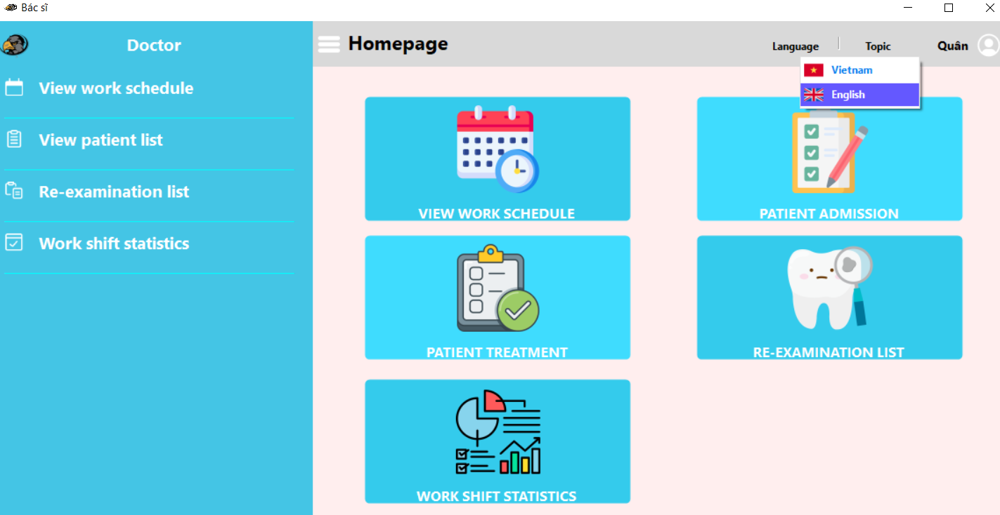 Bác sĩ
Doctor
View work schedule
View patient list
Re-examination list
Work shift statistics
Homepage
Language
Topic
Quân
Vietnam
English
VIEW WORK SCHEDULE
PATIENT ADMISSION
PATIENT TREATMENT
RE-EXAMINATION LIST
WORK SHIFT STATISTICS